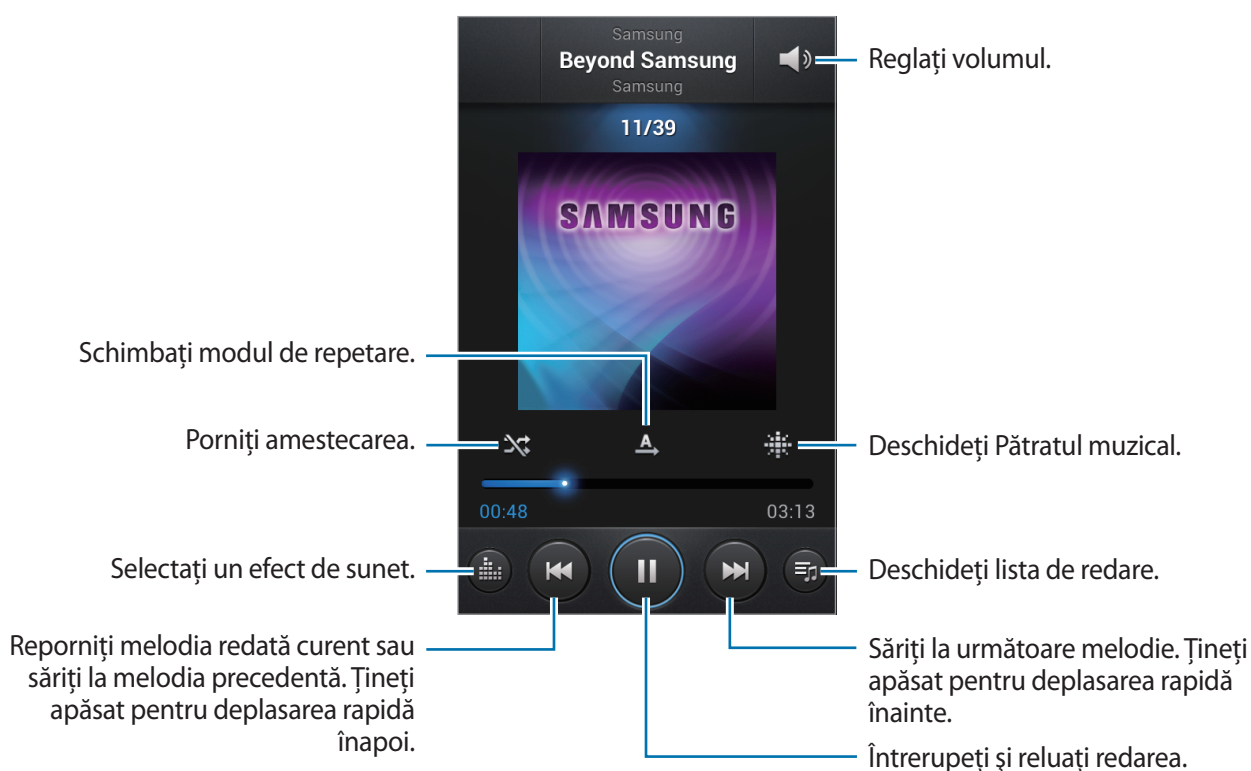 Samsung
Beyond Samsung
Samsung
Reglați volumul.
11/39
SAMSUNG
Schimbați modul de repetare.
A
Porniți amestecarea.
Deschideți Pătratul muzical.
00:48
03:13
Selectați un efect de sunet.
Deschideți lista de redare.
Reporniți melodia redată curent sau
săriți la melodia precedentă. Țineți
apăsat pentru deplasarea rapidă
înapoi.
Săriți la următoare melodie. Țineți
apăsat pentru deplasarea rapidă
înainte.
Întrerupeți şi reluați redarea.